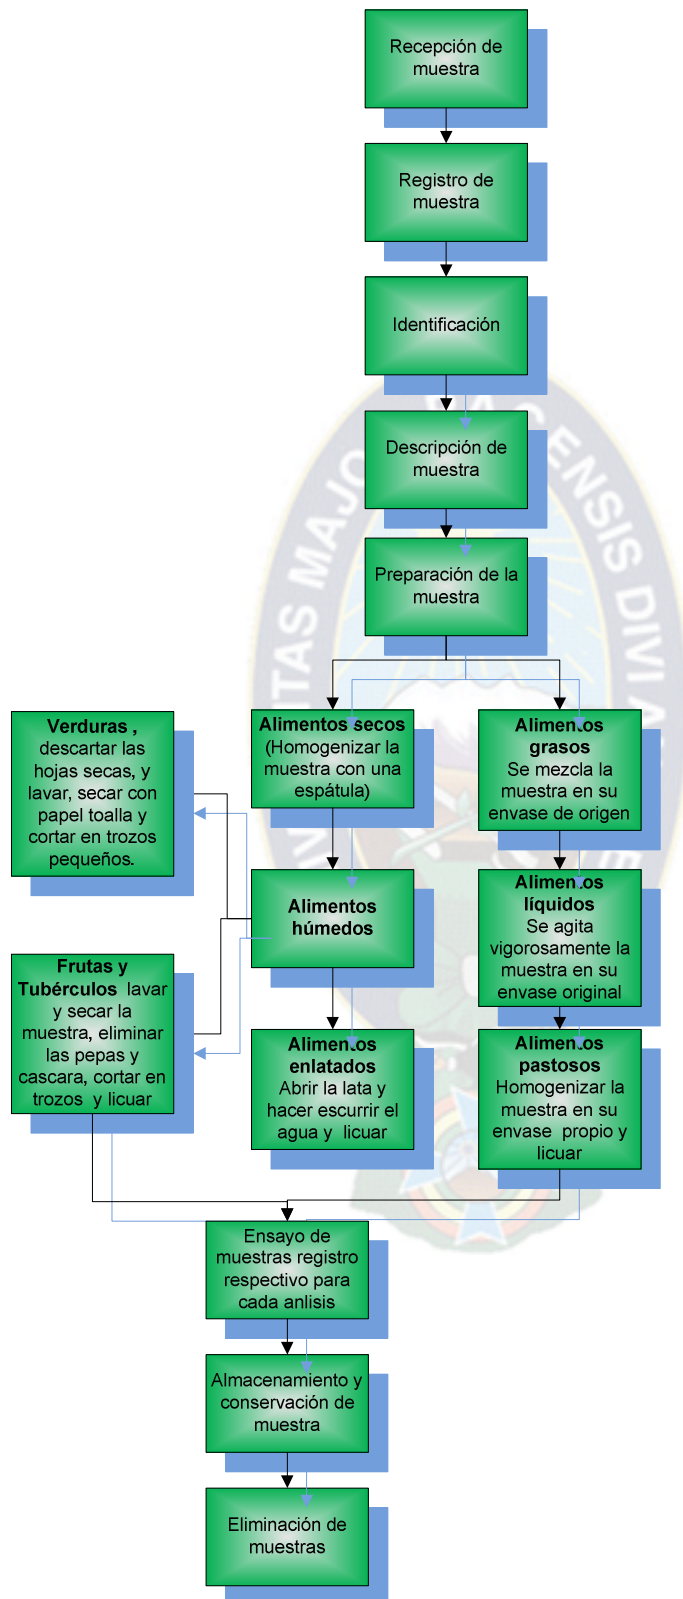 Recepción de
muestra
Registro de
muestra
Identificación
Descripción de
muestra
Preparación de la
muestra
Verduras ,
descartar las
hojas secas, y
lavar, secar con
papel toalla y
cortar en trozos
pequeños.
Alimentos secos
(Homogenizar la
muestra con una
espátula)
Alimentos
grasos
Se mezcla la
muestra en su
envase de origen
Alimentos
húmedos
Alimentos
líquidos
Se agita
vigorosamente la
muestra en su
envase original
Frutas y
Tubérculos lavar
y secar la
muestra, eliminar
las pepas y
cascara, cortar en
trozos y licuar
Alimentos
enlatados
Abrir la lata y
hacer escurrir el
agua y licuar
Alimentos
pastosos
Homogenizar la
muestra en su
envase propio y
licuar
Ensayo de
muestras registro
respectivo para
cada anlisis
Almacenamiento y
conservación de
muestra
Eliminación de
muestras